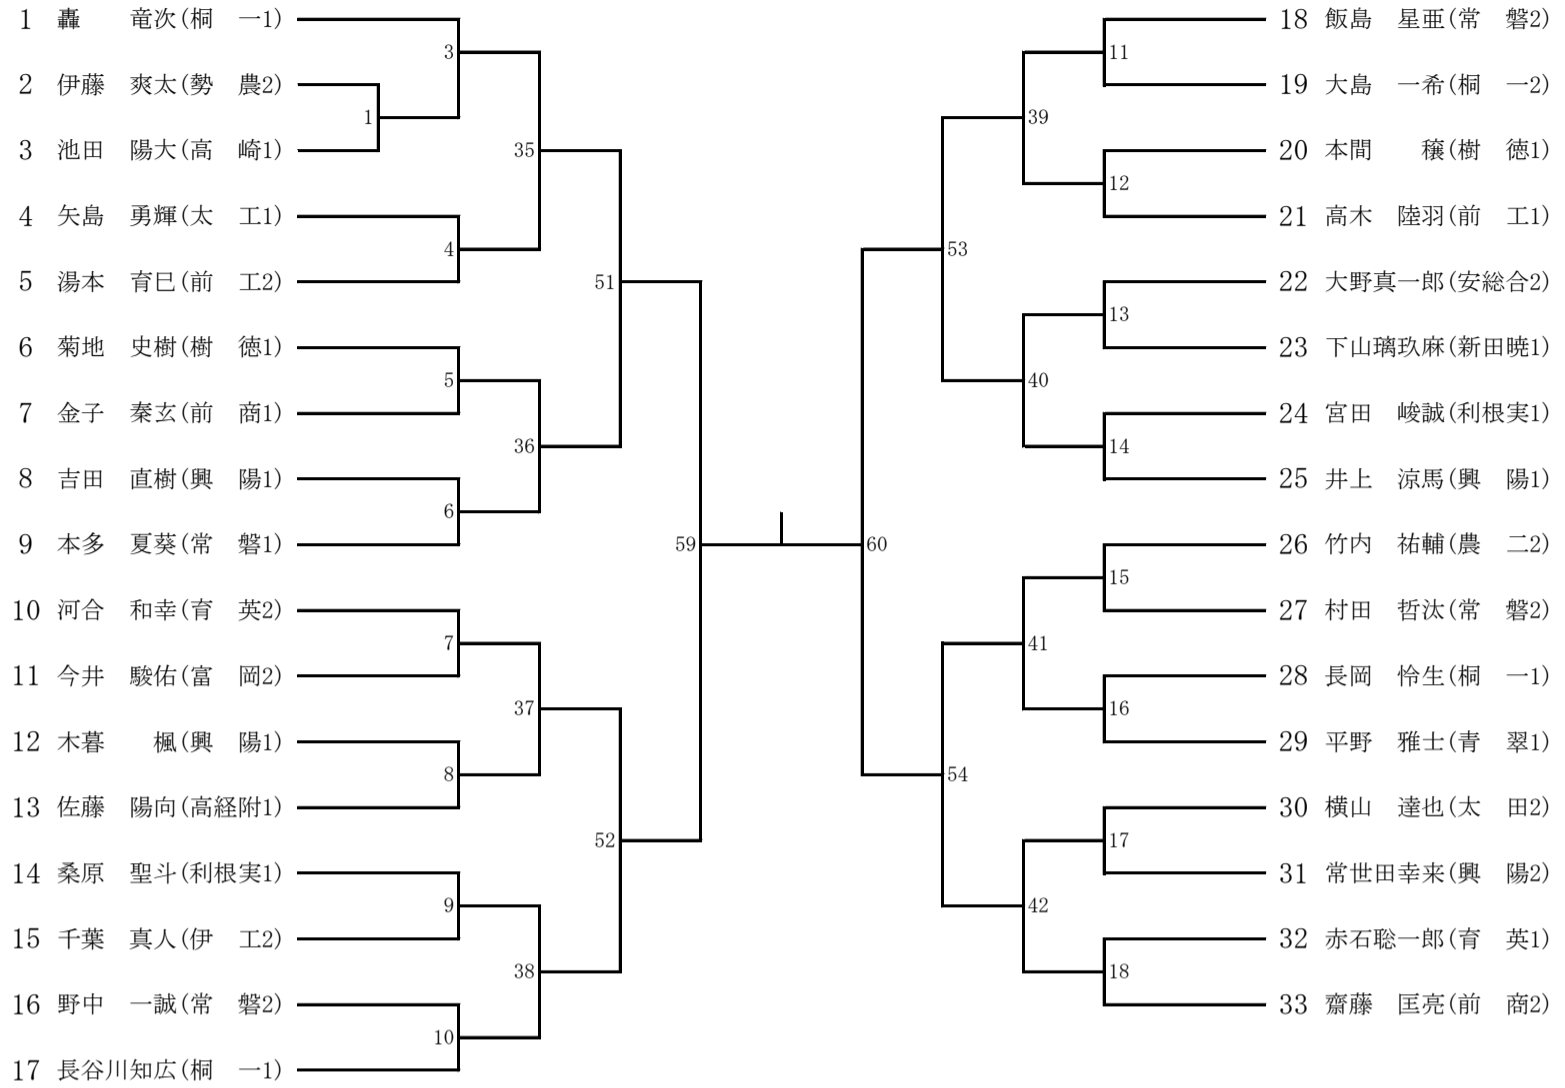 1 轟　　竜次(桐　一1)
2 伊藤　爽太(勢　農2)
3 池田　陽大(高　崎1)
4 矢島　勇輝(太　工1)
5 湯本　育巳(前　工2)
6 菊地　史樹(樹　徳1)
7 金子　秦玄(前　商1)
8 吉田　直樹(興　陽1)
9 本多　夏葵(常　磐1)
10 河合　和幸(育　英2)
11 今井　駿佑(富　岡2)
12 木暮　　楓(興　陽1)
13 佐藤　陽向(高経附1)
14 桑原　聖斗(利根実1)
15 千葉　真人(伊　工2)
16 野中　一誠(常　磐2)
17 長谷川知広(桐　一1)
3
1
35
4
51
5
36
6
59
7
37
8
52
9
38
10
11
39
12
53
13
40
14
60
15
41
16
54
17
42
18
18 飯島　星亜(常　磐2)
19 大島　一希(桐　一2)
20 本間　　穣(樹　徳1)
21 高木　陸羽(前　工1)
22 大野真一郎(安総合2)
23 下山璃玖麻(新田暁1)
24 宮田　峻誠(利根実1)
25 井上　涼馬(興　陽1)
26 竹内　祐輔(農　二2)
27 村田　哲汰(常　磐2)
28 長岡　怜生(桐　一1)
29 平野　雅士(青　翠1)
30 横山　達也(太　田2)
31 常世田幸来(興　陽2)
32 赤石聡一郎(育　英1)
33 齋藤　匡亮(前　商2)